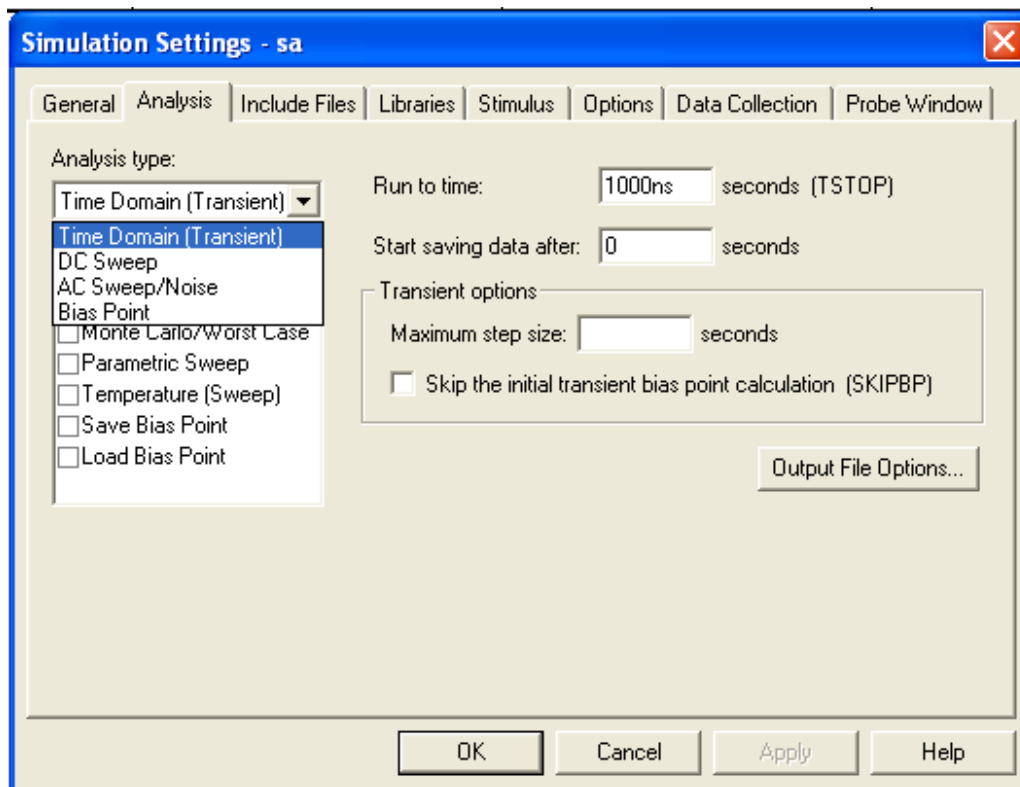 Simulation Settings - sa
General
Analysis
Include Files
Libraries
Stimulus
Options
Data Collection
Probe Window
Analysis type:
Time Domain (Transient)
Time Domain (Transient)
DC Sweep
AC Sweep/Noise
Bias Point
Monte Carlo/Worst Case
Parametric Sweep
Temperature (Sweep)
Save Bias Point
Load Bias Point
Run to time: 1000ns seconds (TSTOP)
Start saving data after: 0 seconds
Transient options
Maximum step size: seconds
Skip the initial transient bias point calculation (SKIPBP)
Output File Options...
OK
Cancel
Apply
Help